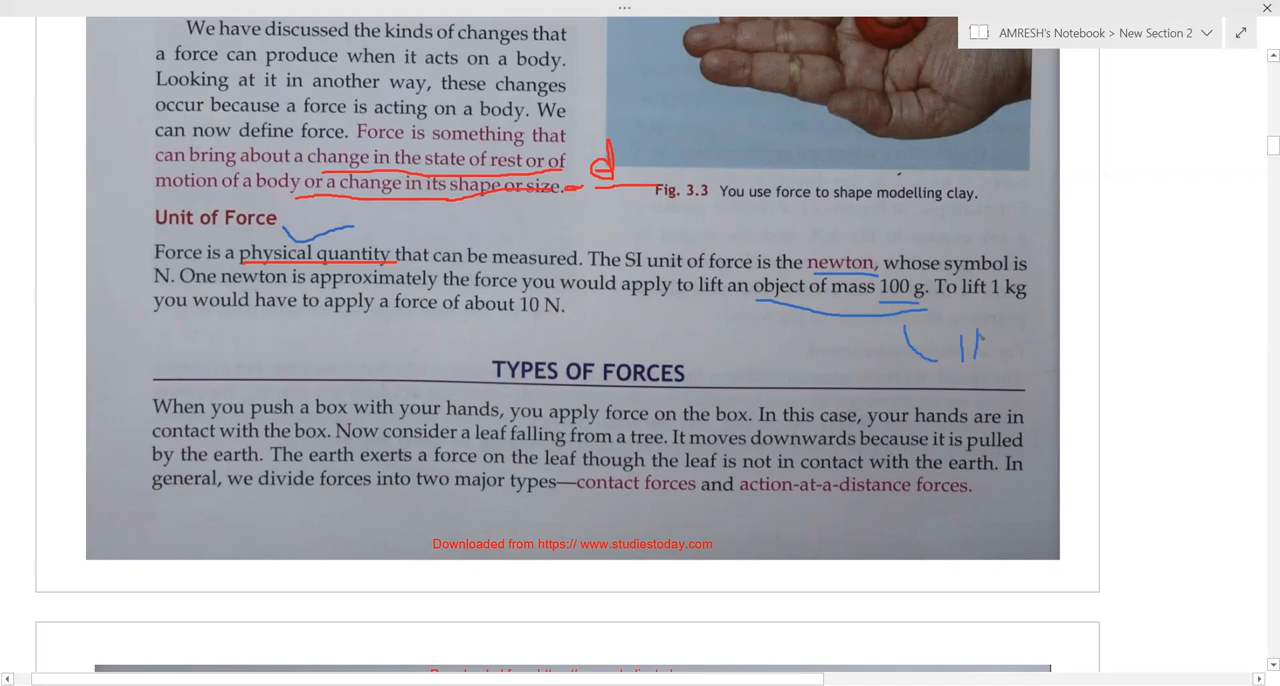 AMRESH's Notebook > New Section 2
We have discussed the kinds of changes that
a force can produce when it acts on a body.
Looking at it in another way, these changes
occur because a force is acting on a body. We
can now define force. Force is something that
can bring about a change in the state of rest or of
motion of a body or a change in its shape or size.
d
Fig. 3.3 You use force to shape modelling clay.
Unit of Force
Force is a physical quantity that can be measured. The SI unit of force is the newton, whose symbol is
N. One newton is approximately the force you would apply to lift an object of mass 100 g. To lift 1 kg
you would have to apply a force of about 10 N.
TYPES OF FORCES
When you push a box with your hands, you apply force on the box. In this case, your hands are in
contact with the box. Now consider a leaf falling from a tree. It moves downwards because it is pulled
by the earth. The earth exerts a force on the leaf though the leaf is not in contact with the earth. In
general, we divide forces into two major types—contact forces and action-at-a-distance forces.
Downloaded from https:// www.studiestoday.com